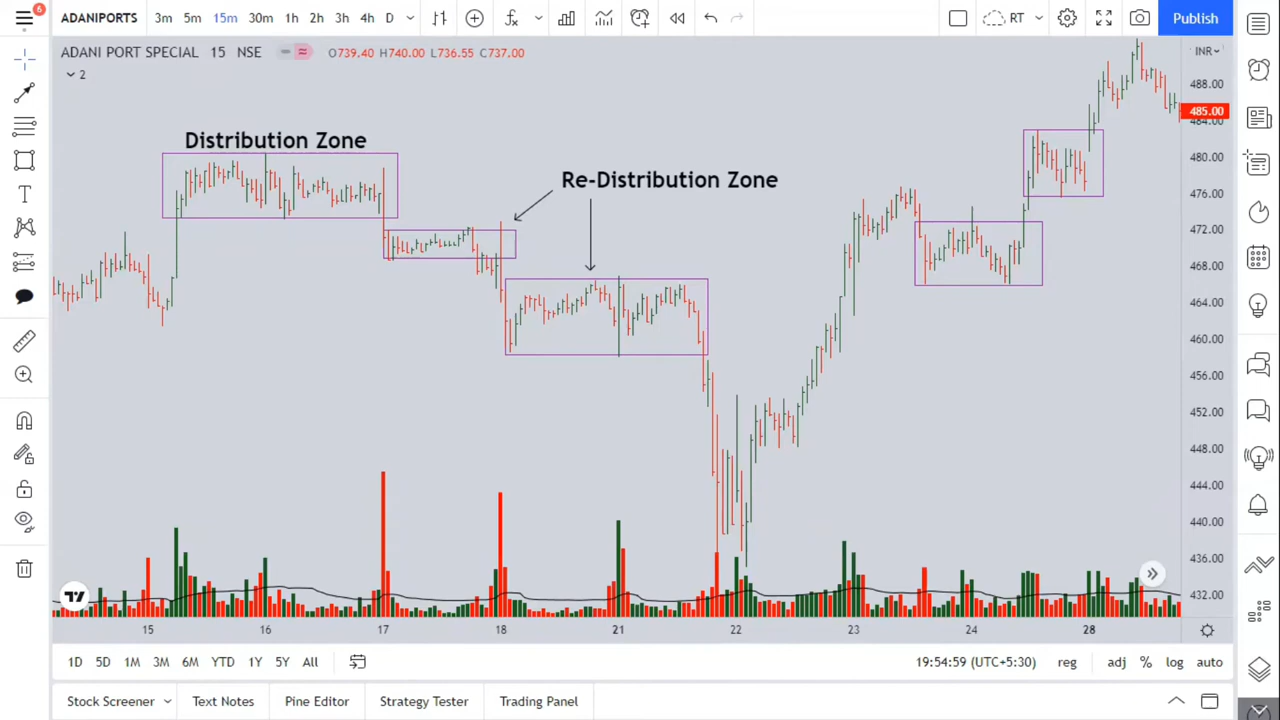 6
ADANIPORTS 3m 5m 15m 30m 1h 2h 3h 4h D RT Publish
ADANI PORT SPECIAL 15 NSE O739.40 H740.00 L736.55 C737.00 INR
2
488.00
485.00
484.00
480.00
476.00
472.00
468.00
464.00
460.00
456.00
452.00
448.00
444.00
440.00
436.00
432.00
Distribution Zone
Re-Distribution Zone
15 16 17 18 21 22 23 24 28
1D 5D 1M 3M 6M YTD 1Y 5Y All 19:54:59 (UTC+5:30) reg adj % log auto
Stock Screener Text Notes Pine Editor Strategy Tester Trading Panel